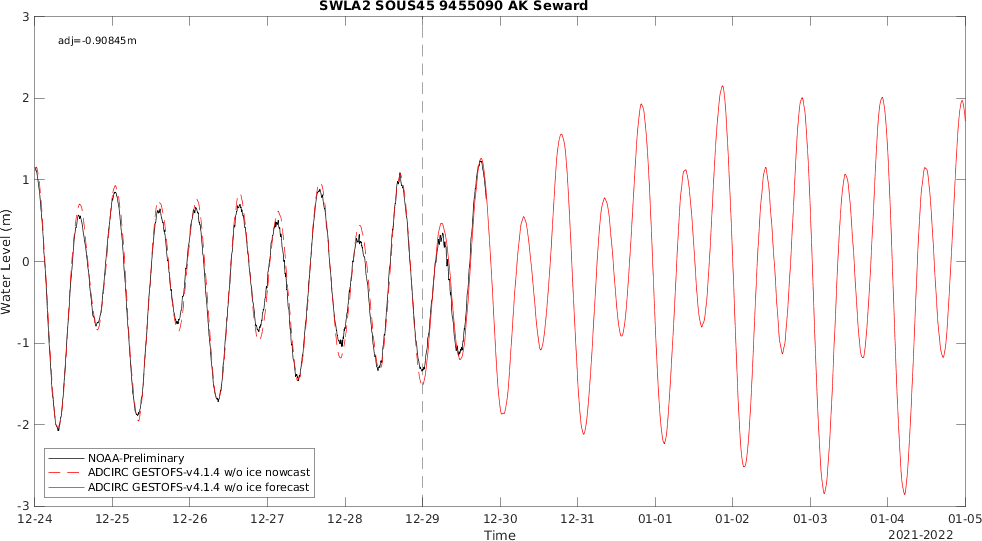 SWLA2 SOUS45 9455090 AK Seward
adj=-0.90845m
3
2
1
0
-1
-2
-3
Water Level (m)
NOAA-Preliminary
ADCIRC GESTOFS-v4.1.4 w/o ice nowcast
ADCIRC GESTOFS-v4.1.4 w/o ice forecast
12-24 12-25 12-26 12-27 12-28 12-29 12-30 12-31 01-01 01-02 01-03 01-04 01-05
Time
2021-2022